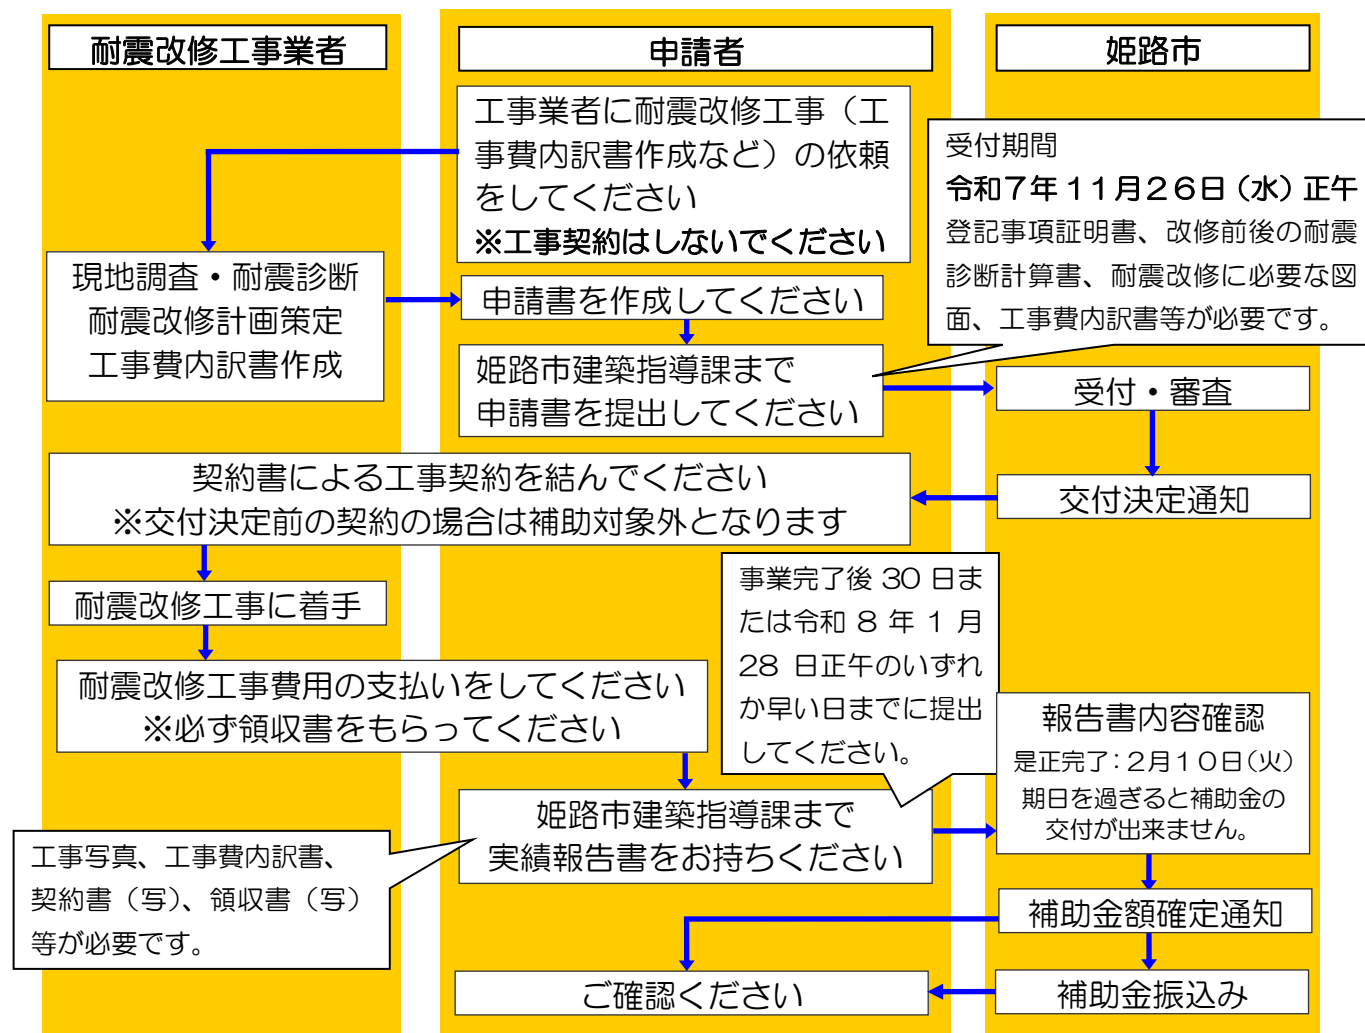 耐震改修工事業者
申請者
姫路市
工事業者に耐震改修工事（工
事費内訳書作成など）の依頼
をしてください
※工事契約はしないでください
受付期間
令和７年１１月２６日（水）正午
登記事項証明書、改修前後の耐震
診断計算書、耐震改修に必要な図
面、工事費内訳書等が必要です。
現地調査・耐震診断
耐震改修計画策定
工事費内訳書作成
申請書を作成してください
姫路市建築指導課まで
申請書を提出してください
受付・審査
交付決定通知
契約書による工事契約を結んでください
※交付決定前の契約の場合は補助対象外となります
耐震改修工事に着手
耐震改修工事費用の支払いをしてください
※必ず領収書をもらってください
事業完了後 30 日ま
たは令和 8 年 1 月
28 日正午のいずれ
か早い日までに提出
してください。
姫路市建築指導課まで
実績報告書をお持ちください
工事写真、工事費内訳書、
契約書（写）、領収書（写）
等が必要です。
報告書内容確認
是正完了：２月１０日（火）
期日を過ぎると補助金の
交付が出来ません。
補助金額確定通知
補助金振込み
ご確認ください